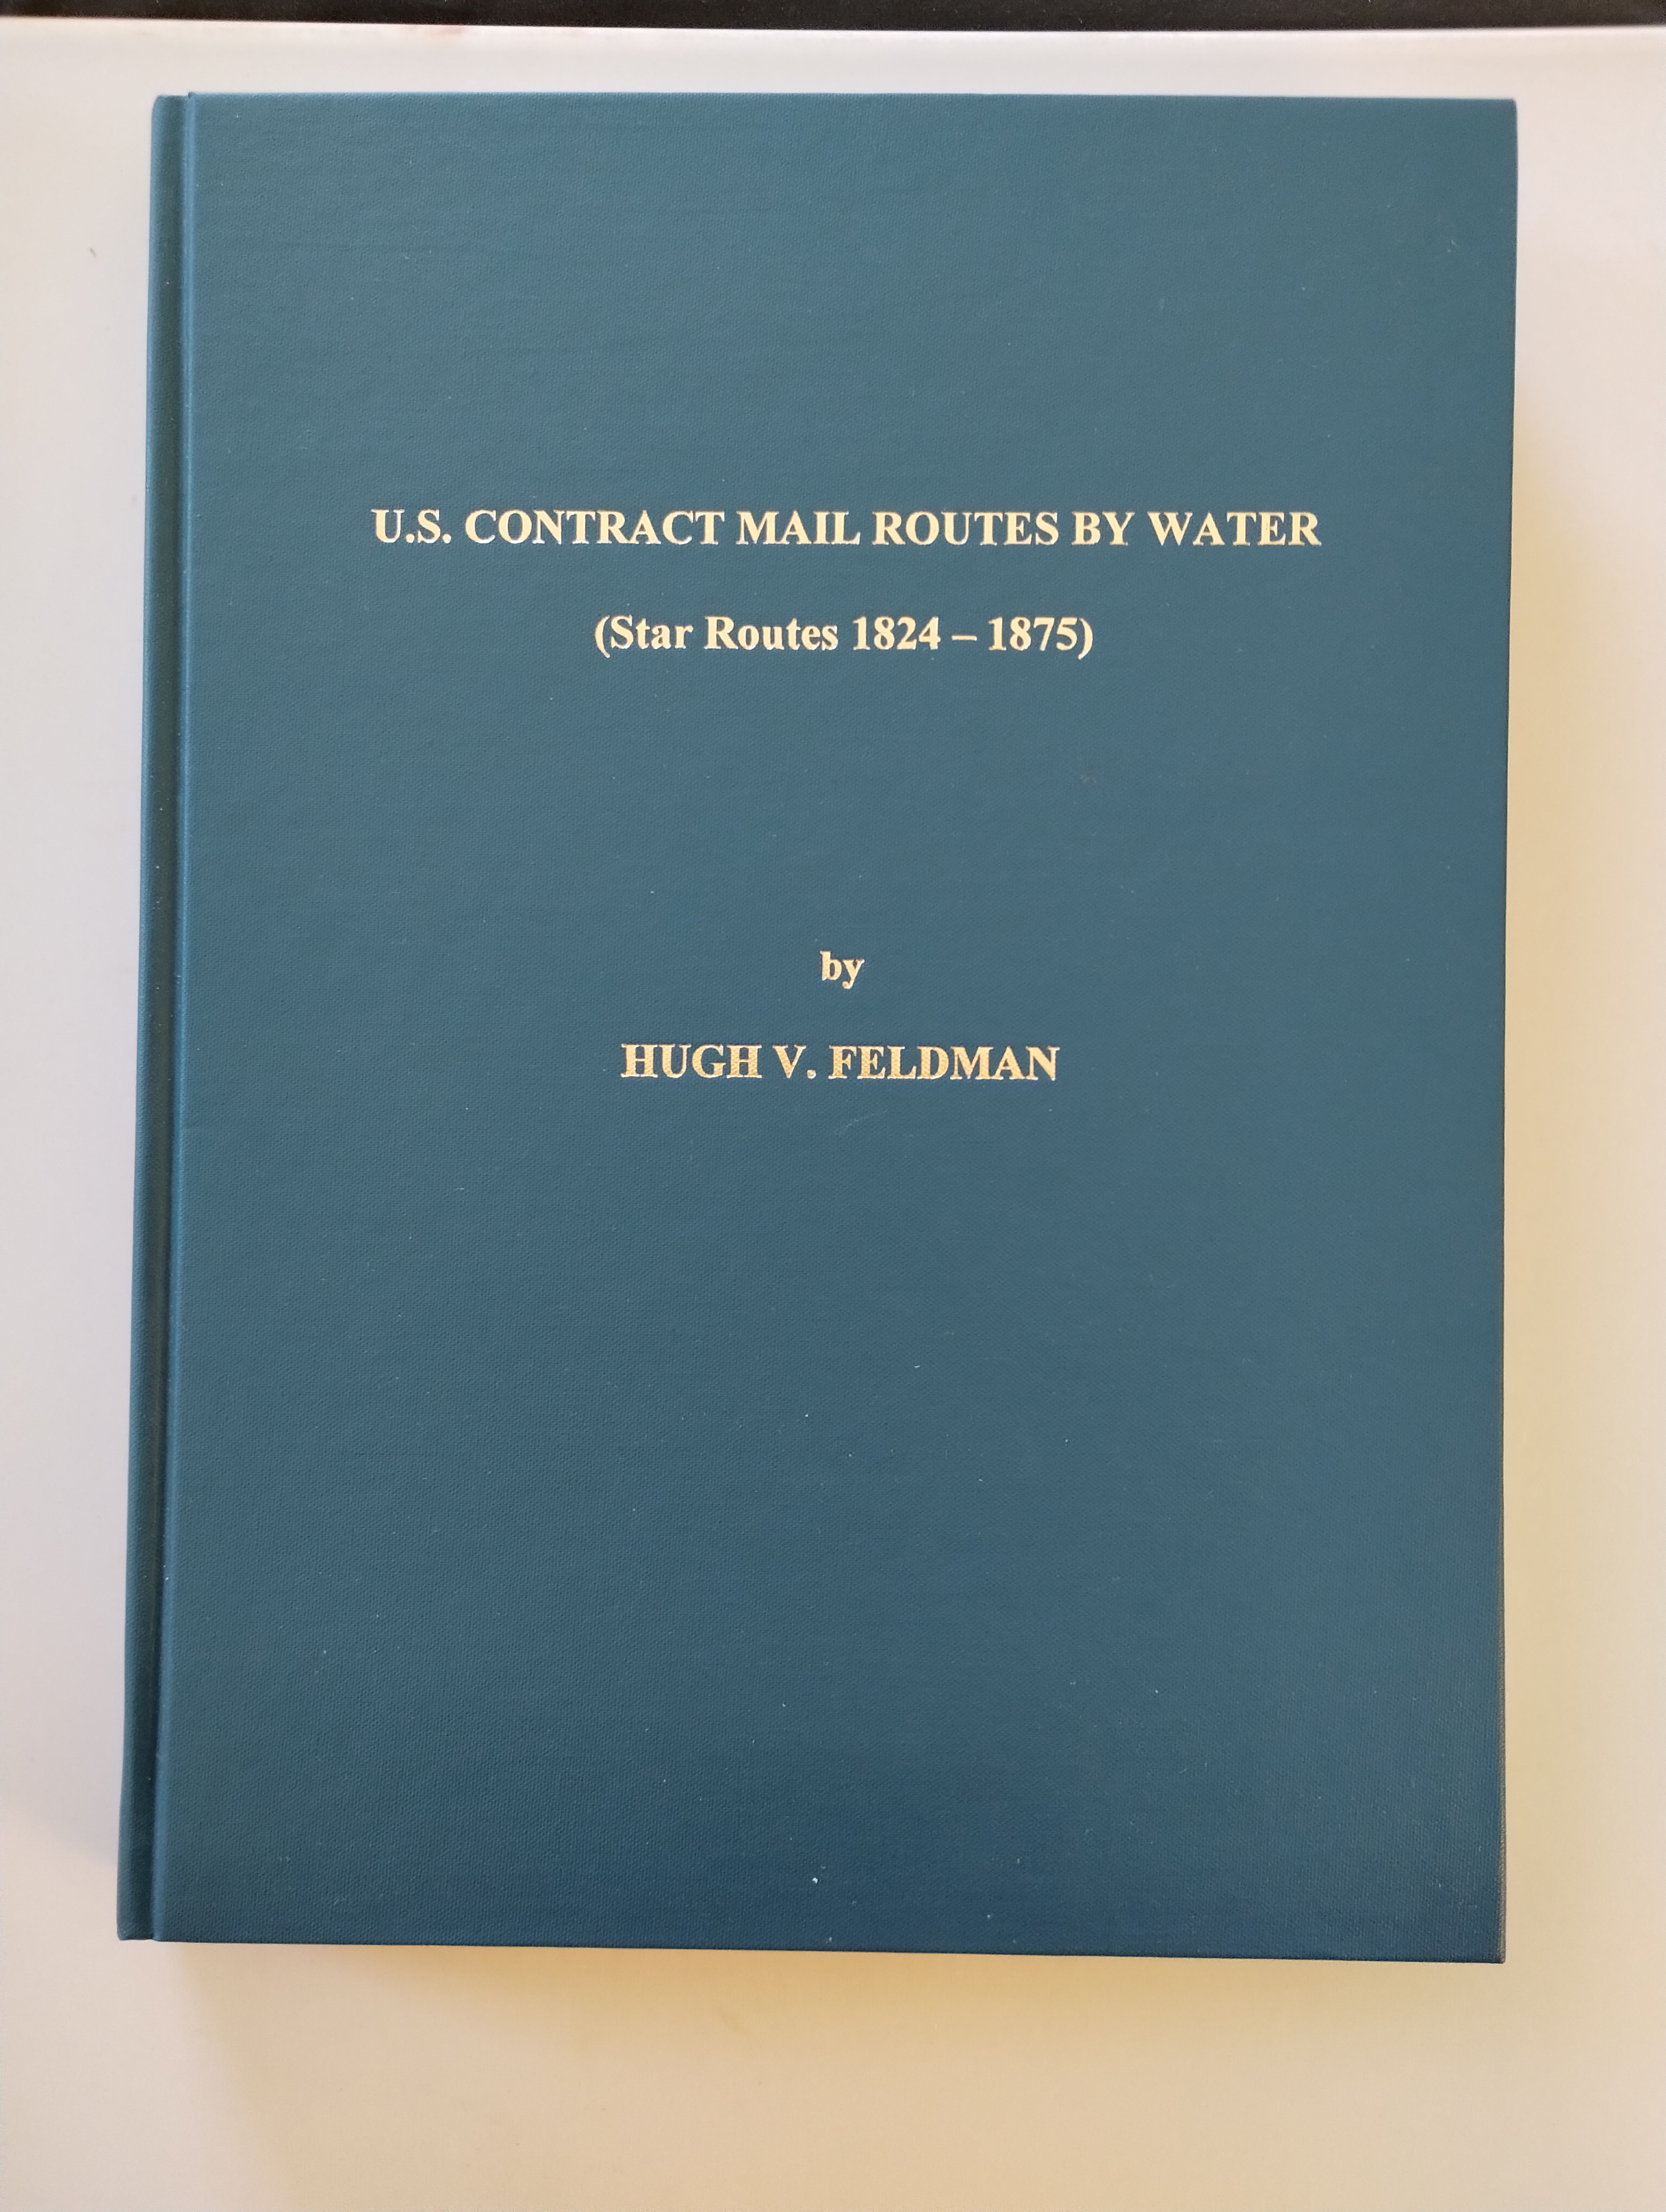 U.S. CONTRACT MAIL ROUTES BY WATER
(Star Routes 1824 – 1875)
by
HUGH V. FELDMAN